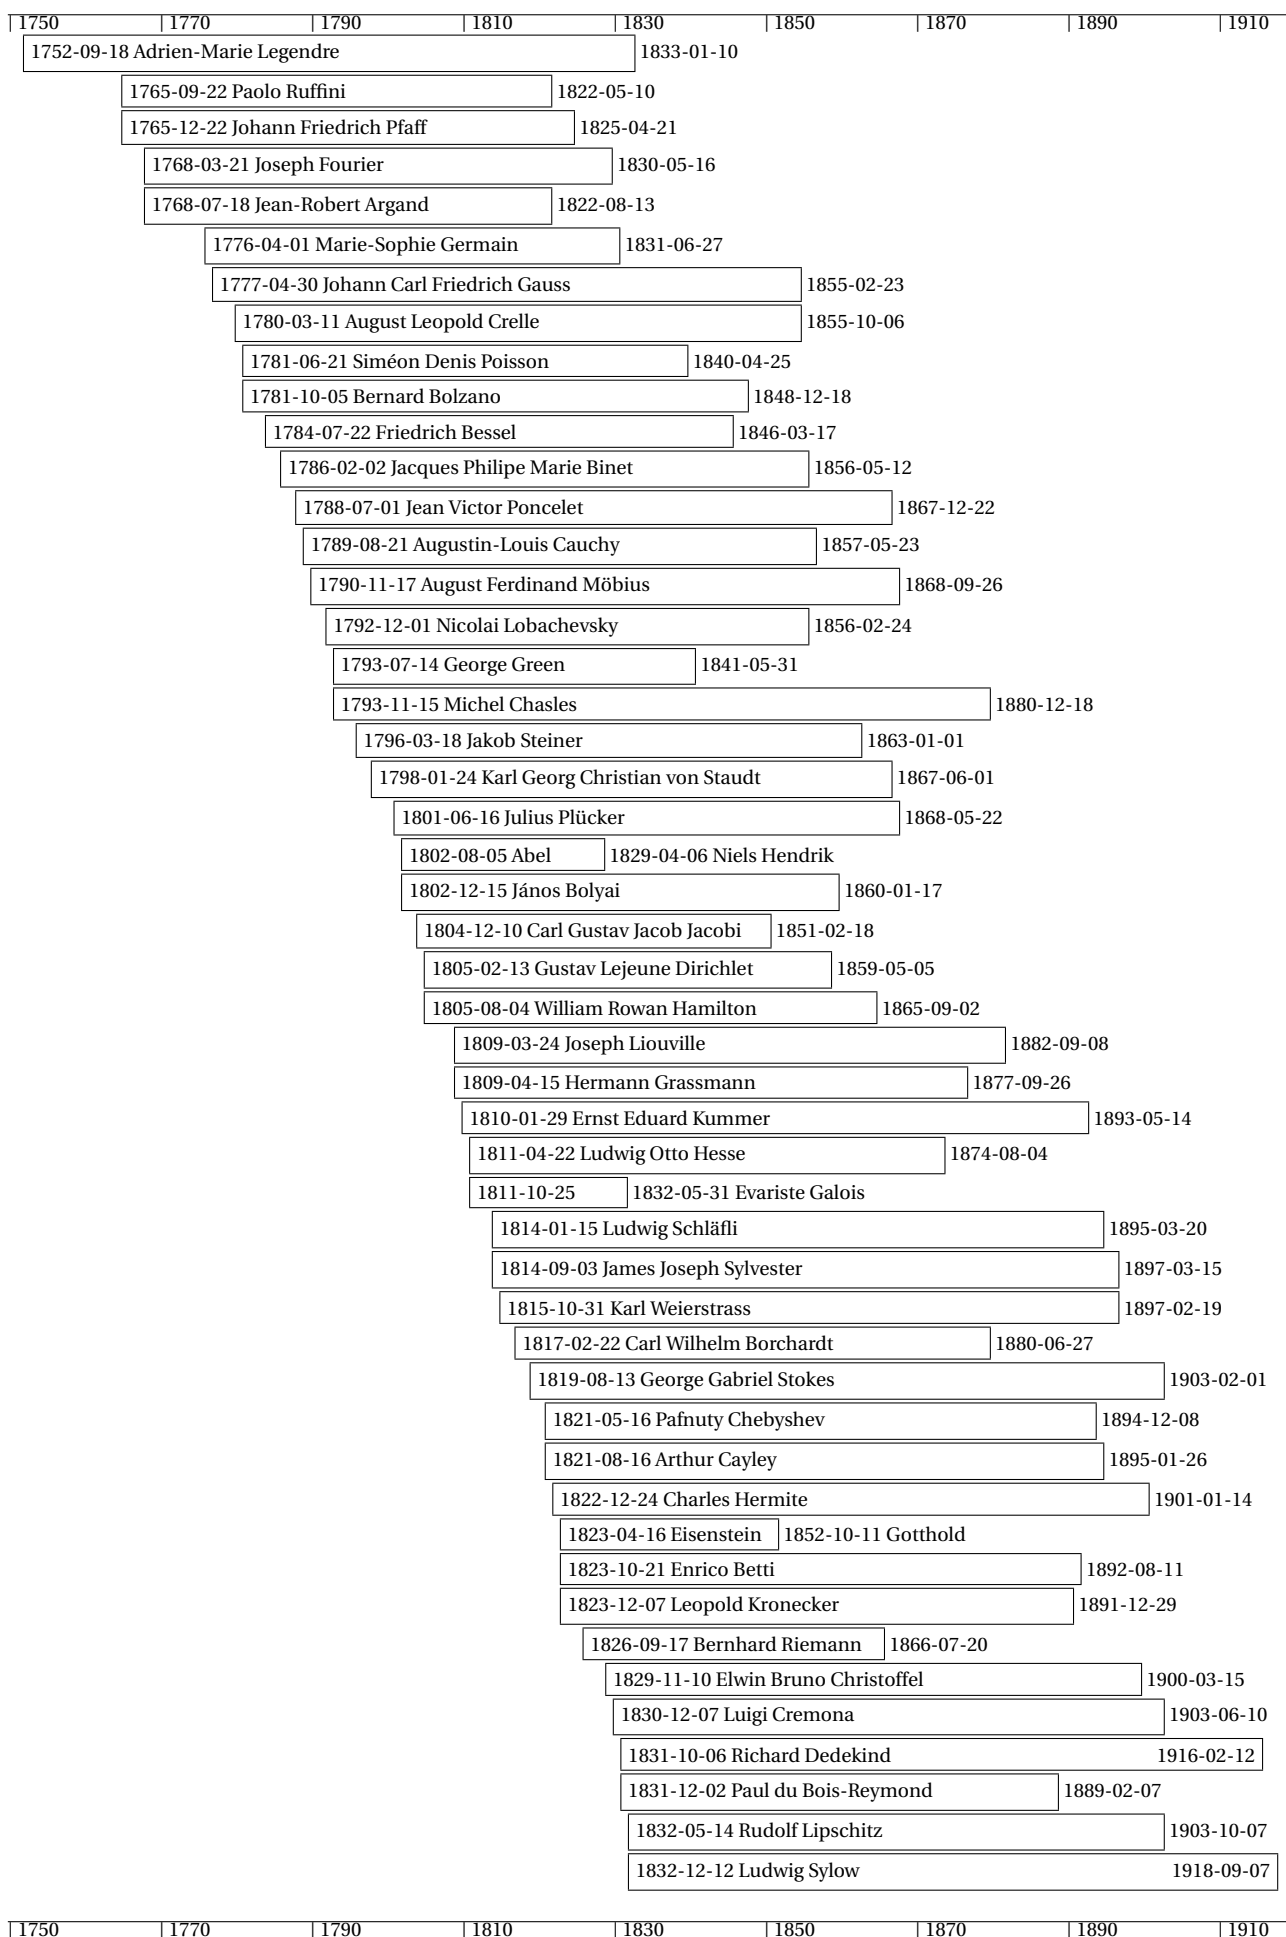 1750 1770 1790 1810 1830 1850 1870 1890 1910
1752-09-18 Adrien-Marie Legendre 1833-01-10
1765-09-22 Paolo Ruffini 1822-05-10
1765-12-22 Johann Friedrich Pfaff 1825-04-21
1768-03-21 Joseph Fourier 1830-05-16
1768-07-18 Jean-Robert Argand 1822-08-13
1776-04-01 Marie-Sophie Germain 1831-06-27
1777-04-30 Johann Carl Friedrich Gauss 1855-02-23
1780-03-11 August Leopold Crelle 1855-10-06
1781-06-21 Siméon Denis Poisson 1840-04-25
1781-10-05 Bernard Bolzano 1848-12-18
1784-07-22 Friedrich Bessel 1846-03-17
1786-02-02 Jacques Philipe Marie Binet 1856-05-12
1788-07-01 Jean Victor Poncelet 1867-12-22
1789-08-21 Augustin-Louis Cauchy 1857-05-23
1790-11-17 August Ferdinand Möbius 1868-09-26
1792-12-01 Nicolai Lobachevsky 1856-02-24
1793-07-14 George Green 1841-05-31
1793-11-15 Michel Chasles 1880-12-18
1796-03-18 Jakob Steiner 1863-01-01
1798-01-24 Karl Georg Christian von Staudt 1867-06-01
1801-06-16 Julius Plücker 1868-05-22
1802-08-05 Abel 1829-04-06 Niels Hendrik
1802-12-15 János Bolyai 1860-01-17
1804-12-10 Carl Gustav Jacob Jacobi 1851-02-18
1805-02-13 Gustav Lejeune Dirichlet 1859-05-05
1805-08-04 William Rowan Hamilton 1865-09-02
1809-03-24 Joseph Liouville 1882-09-08
1809-04-15 Hermann Grassmann 1877-09-26
1810-01-29 Ernst Eduard Kummer 1893-05-14
1811-04-22 Ludwig Otto Hesse 1874-08-04
1811-10-25 1832-05-31 Evariste Galois
1814-01-15 Ludwig Schläfli 1895-03-20
1814-09-03 James Joseph Sylvester 1897-03-15
1815-10-31 Karl Weierstrass 1897-02-19
1817-02-22 Carl Wilhelm Borchardt 1880-06-27
1819-08-13 George Gabriel Stokes 1903-02-01
1821-05-16 Pafnuty Chebyshev 1894-12-08
1821-08-16 Arthur Cayley 1895-01-26
1822-12-24 Charles Hermite 1901-01-14
1823-04-16 Eisenstein 1852-10-11 Gotthold
1823-10-21 Enrico Betti 1892-08-11
1823-12-07 Leopold Kronecker 1891-12-29
1826-09-17 Bernhard Riemann 1866-07-20
1829-11-10 Elwin Bruno Christoffel 1900-03-15
1830-12-07 Luigi Cremona 1903-06-10
1831-10-06 Richard Dedekind 1916-02-12
1831-12-02 Paul du Bois-Reymond 1889-02-07
1832-05-14 Rudolf Lipschitz 1903-10-07
1832-12-12 Ludwig Sylow 1918-09-07
1750 1770 1790 1810 1830 1850 1870 1890 1910